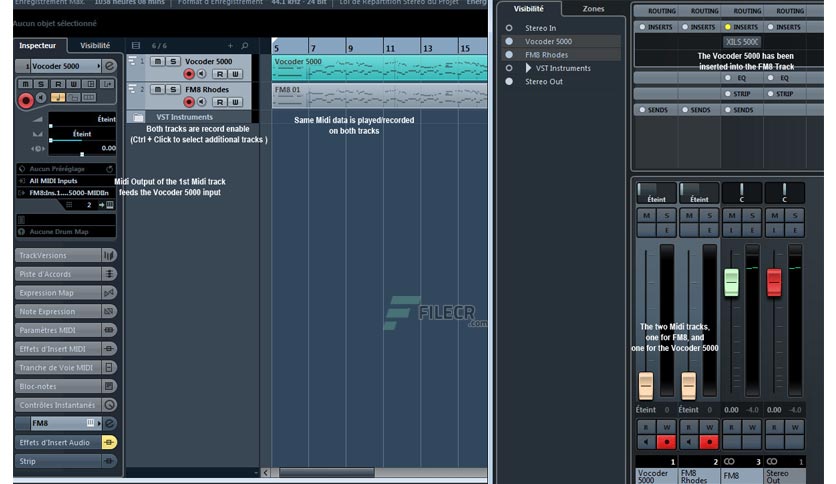 Enregistrement Max. 1038 heures 08 mins Format d'Enregistrement 44.1 kHz - 24 Bit Loi de Répartition Stéréo du Projet Energ
Aucun objet sélectionné
Inspecteur Visibilité 6 / 6
5 7 9 11 13 15
1 Vocoder 5000
M S R W
Éteint
Éteint
0.00
Aucun Préréglage
All MIDI Inputs
FM8:Ins.1....5000-MIDIIn
2
Aucune Drum Map
TrackVersions
Piste d'Accords
Expression Map
Note Expression
Paramètres MIDI
Effets d'Insert MIDI
Tranche de Voie MIDI
Bloc-notes
Contrôles Instantanés
FM8
Effets d'Insert Audio
Strip
1 M S Vocoder 5000
R W
2 M S FM8 Rhodes
R W
VST Instruments
Both tracks are record enable
(Ctrl + Click to select additional tracks )
Midi Output of the 1st Midi track
feeds the Vocoder 5000 input
Vocoder 5000
FM8 01
Same Midi data is played/recorded
on both tracks
FILECR
.com
Visibilité Zones
Stereo In
Vocoder 5000
FM8 Rhodes
VST Instruments
Stereo Out
ROUTING ROUTING ROUTING ROUTING
INSERTS INSERTS INSERTS INSERTS
XILS 500C
The Vocoder 5000 has been
inserted into the FM8 Track
EQ EQ
STRIP STRIP
SENDS SENDS SENDS
Éteint Éteint C C
M S M S M S M S
E E I E I E
The two Midi tracks,
one for FM8, and
one for the Vocoder 5000
Éteint 0 Éteint 0 0.00 -4.0 0.00 -4.0
R W R W R W R W
1 2 3 1
Vocoder 5000
FM8 Rhodes
FM8
Stereo Out